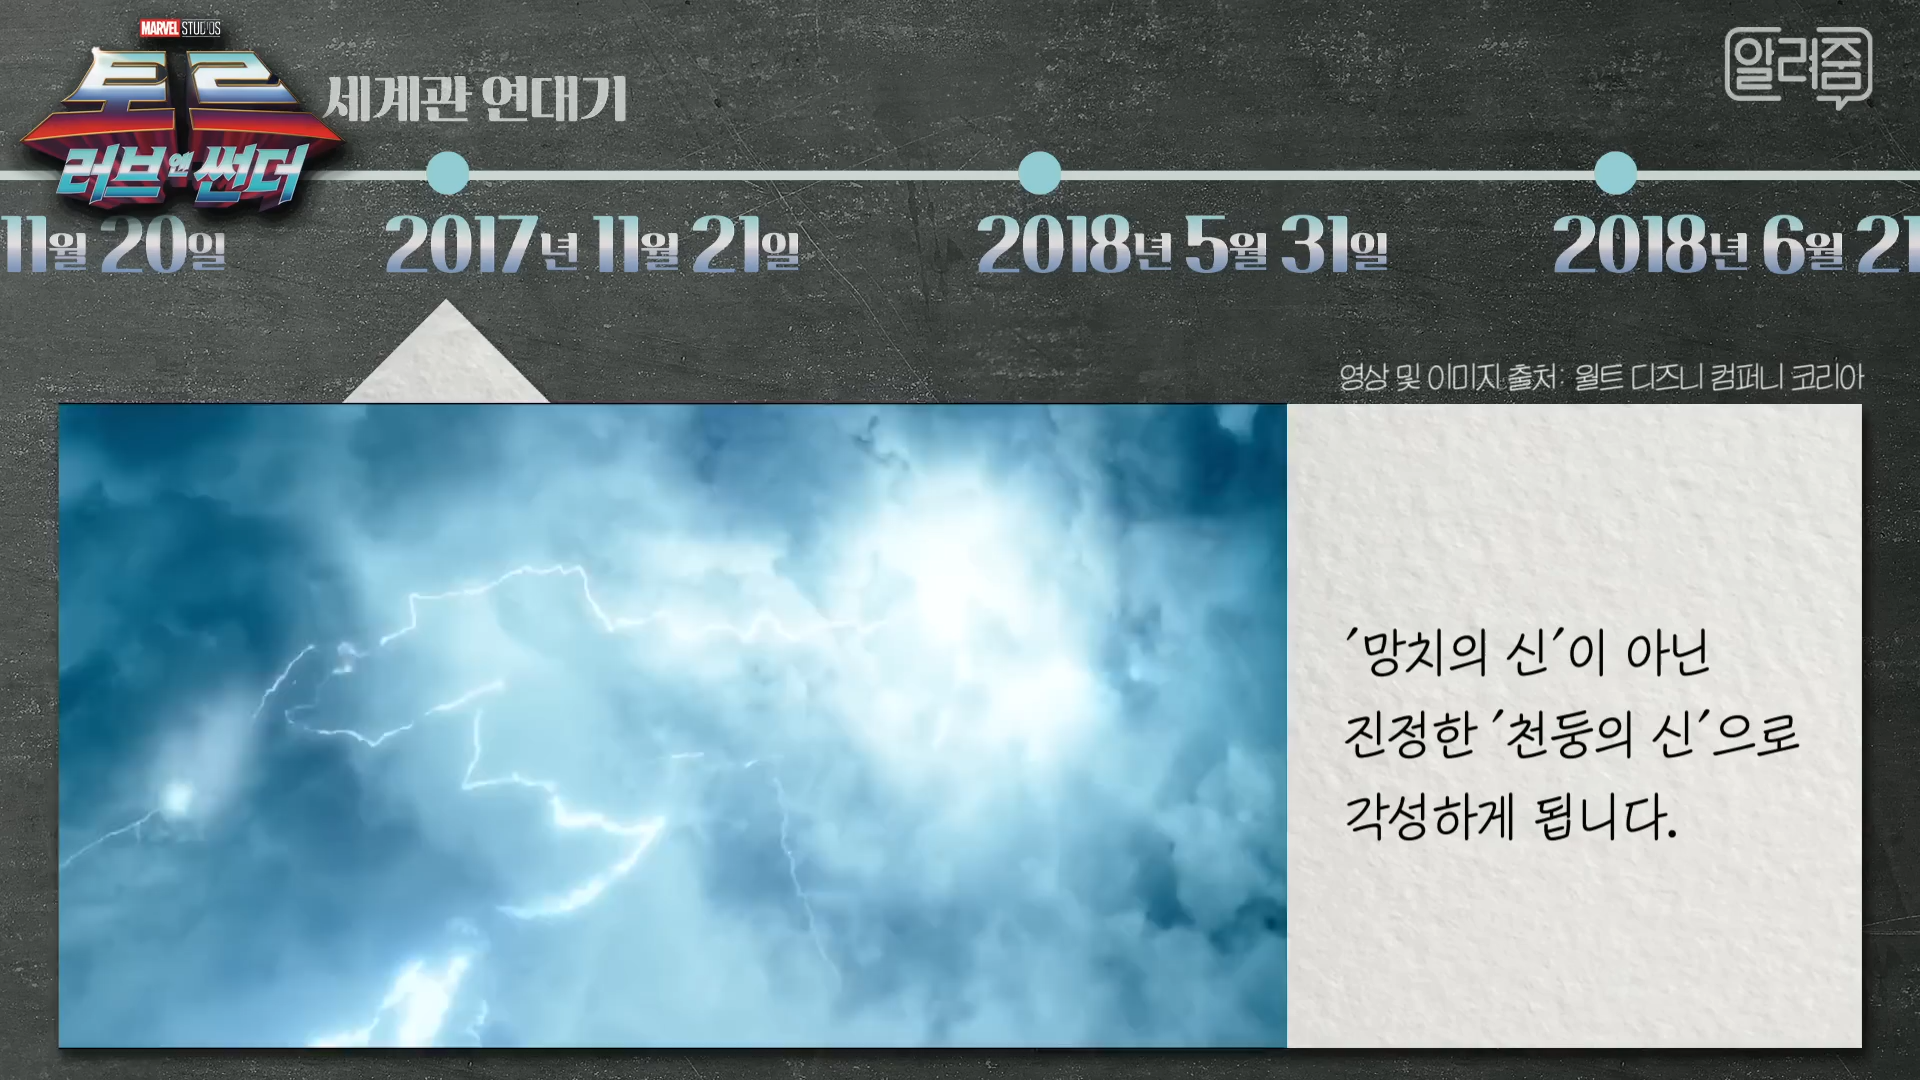 MARVEL STUDIOS
토르
러브 앤 썬더
세계관 연대기
알려줌
11월 20일
2017년 11월 21일
2018년 5월 31일
2018년 6월 21
영상 및 이미지 출처: 월트 디즈니 컴퍼니 코리아
'망치의 신'이 아닌
진정한 '천둥의 신'으로
각성하게 됩니다.